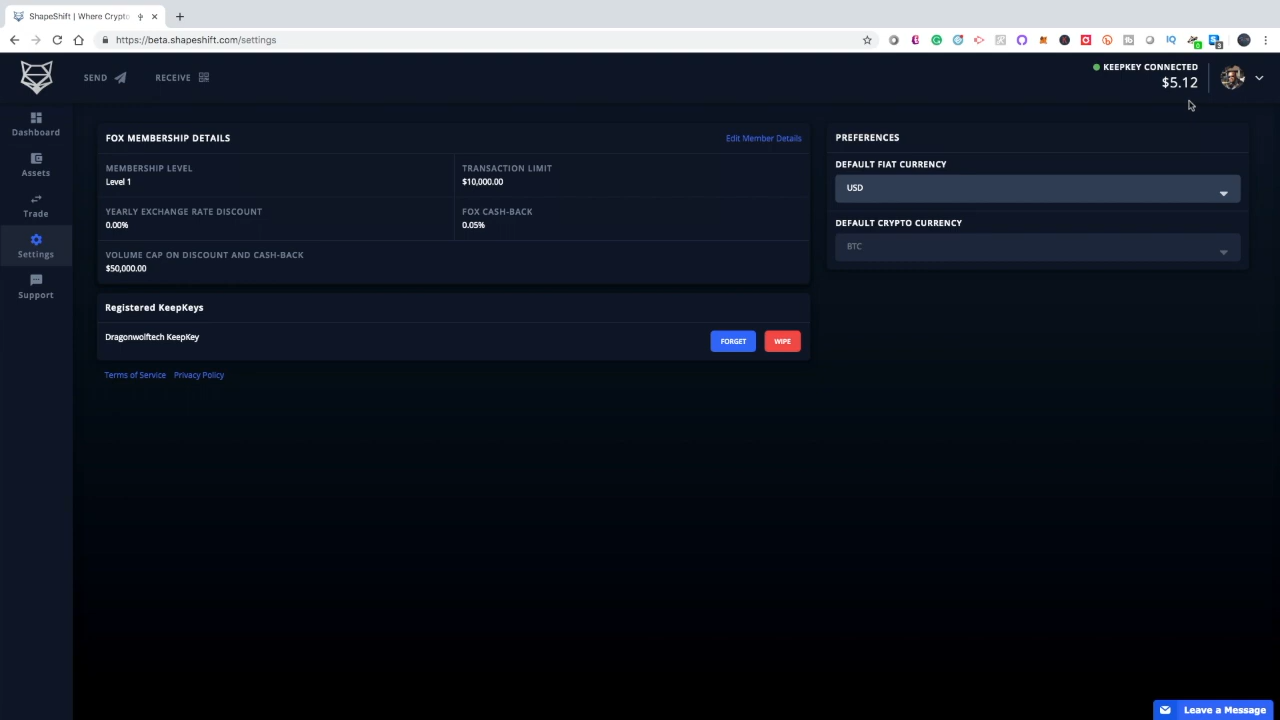 ShapeShift | Where Crypto
https://beta.shapeshift.com/settings
SEND
RECEIVE
KEEPKEY CONNECTED
$5.12
Dashboard
Assets
Trade
Settings
Support
FOX MEMBERSHIP DETAILS
Edit Member Details
MEMBERSHIP LEVEL
Level 1
TRANSACTION LIMIT
$10,000.00
YEARLY EXCHANGE RATE DISCOUNT
0.00%
FOX CASH-BACK
0.05%
VOLUME CAP ON DISCOUNT AND CASH-BACK
$50,000.00
Registered KeepKeys
Dragonwolftech KeepKey
FORGET
WIPE
Terms of Service Privacy Policy
PREFERENCES
DEFAULT FIAT CURRENCY
USD
DEFAULT CRYPTO CURRENCY
BTC
Leave a Message